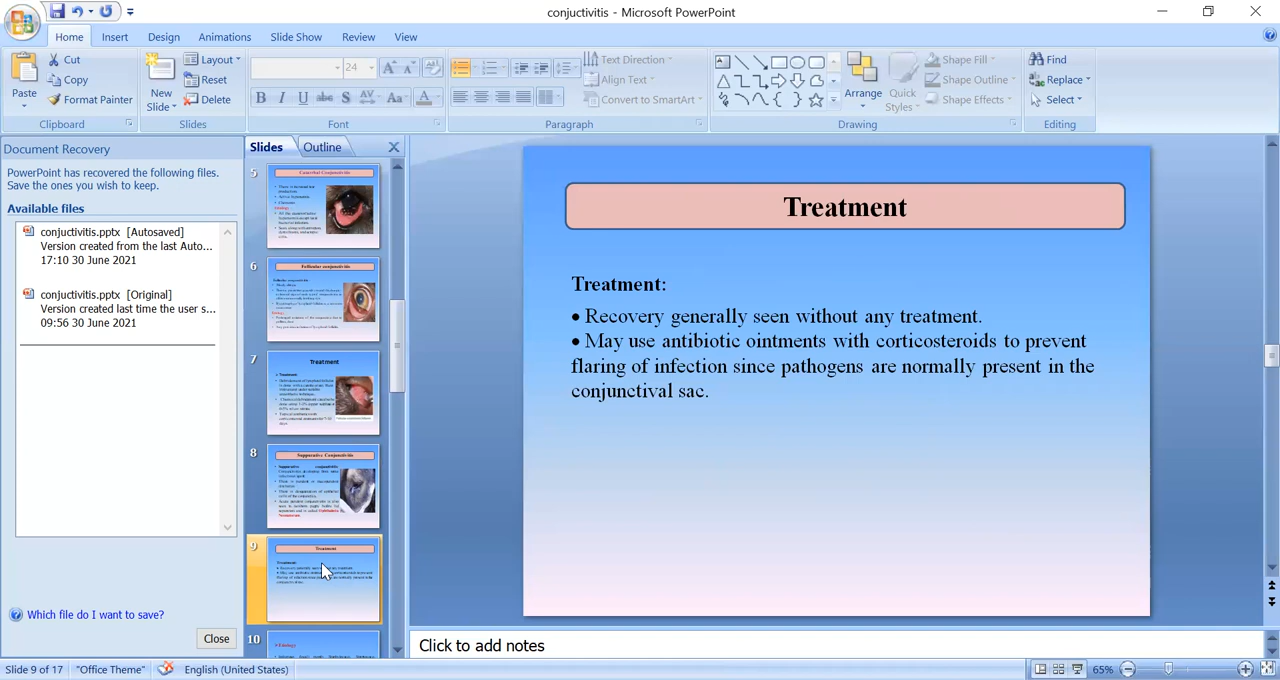 conjuctivitis - Microsoft PowerPoint
Home Insert Design Animations Slide Show Review View
Paste
Cut
Copy
Format Painter
Clipboard
New
Slide
Layout
Reset
Delete
Slides
24
Font
Paragraph
Text Direction
Align Text
Convert to SmartArt
Arrange
Quick
Styles
Shape Fill
Shape Outline
Shape Effects
Drawing
Find
Replace
Select
Editing
Document Recovery
PowerPoint has recovered the following files.
Save the ones you wish to keep.
Available files
conjuctivitis.pptx [Autosaved]
Version created from the last Auto...
17:10 30 June 2021
conjuctivitis.pptx [Original]
Version created last time the user s...
09:56 30 June 2021
Which file do I want to save?
Close
Slides Outline
5
6
Follicular conjunctivitis
7
Treatment
8
9
Treatment
10
Etiology
Treatment
Treatment:
• Recovery generally seen without any treatment.
• May use antibiotic ointments with corticosteroids to prevent
flaring of infection since pathogens are normally present in the
conjunctival sac.
Click to add notes
Slide 9 of 17 "Office Theme" English (United States) 65%